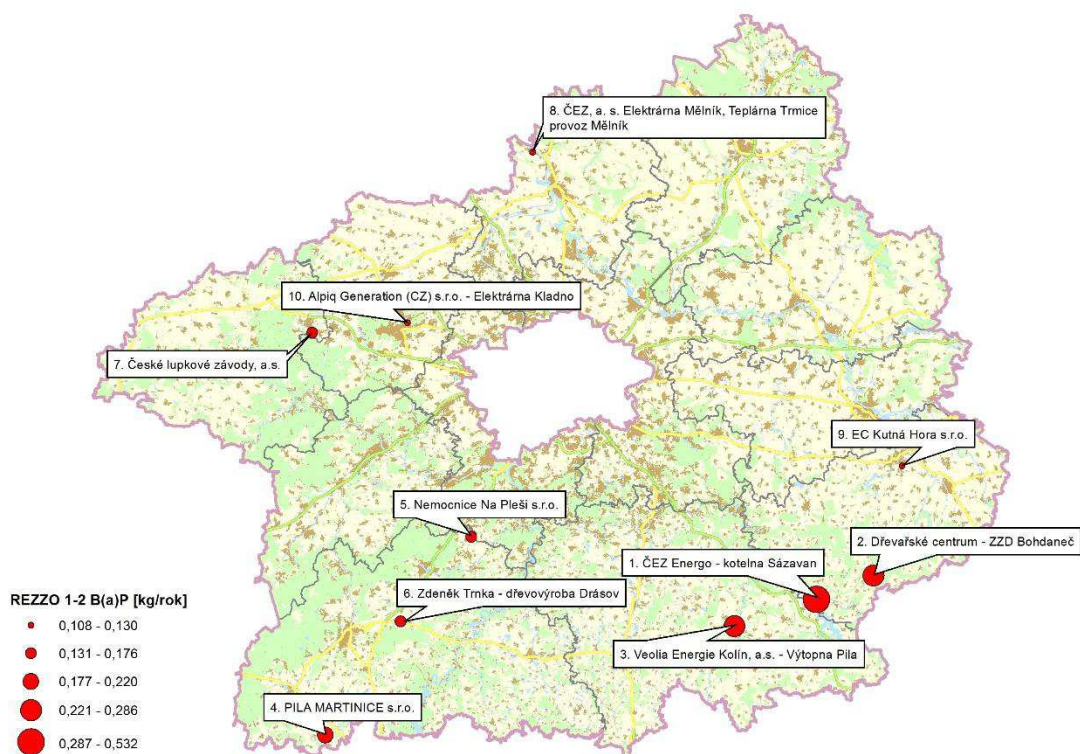 8. ČEZ, a. s. Elektrárna Mělník, Teplárna Trmice
provoz Mělník
10. Alpiq Generation (CZ) s.r.o. - Elektrárna Kladno
7. České lupkové závody, a.s.
9. EC Kutná Hora s.r.o.
5. Nemocnice Na Pleši s.r.o.
2. Dřevařské centrum - ZZD Bohdaneč
1. ČEZ Energo - kotelna Sázavan
6. Zdeněk Trnka - dřevovýroba Drásov
3. Veolia Energie Kolín, a.s. - Výtopna Pila
4. PILA MARTINICE s.r.o.
REZZO 1-2 B(a)P [kg/rok]
0,108 - 0,130
0,131 - 0,176
0,177 - 0,220
0,221 - 0,286
0,287 - 0,532